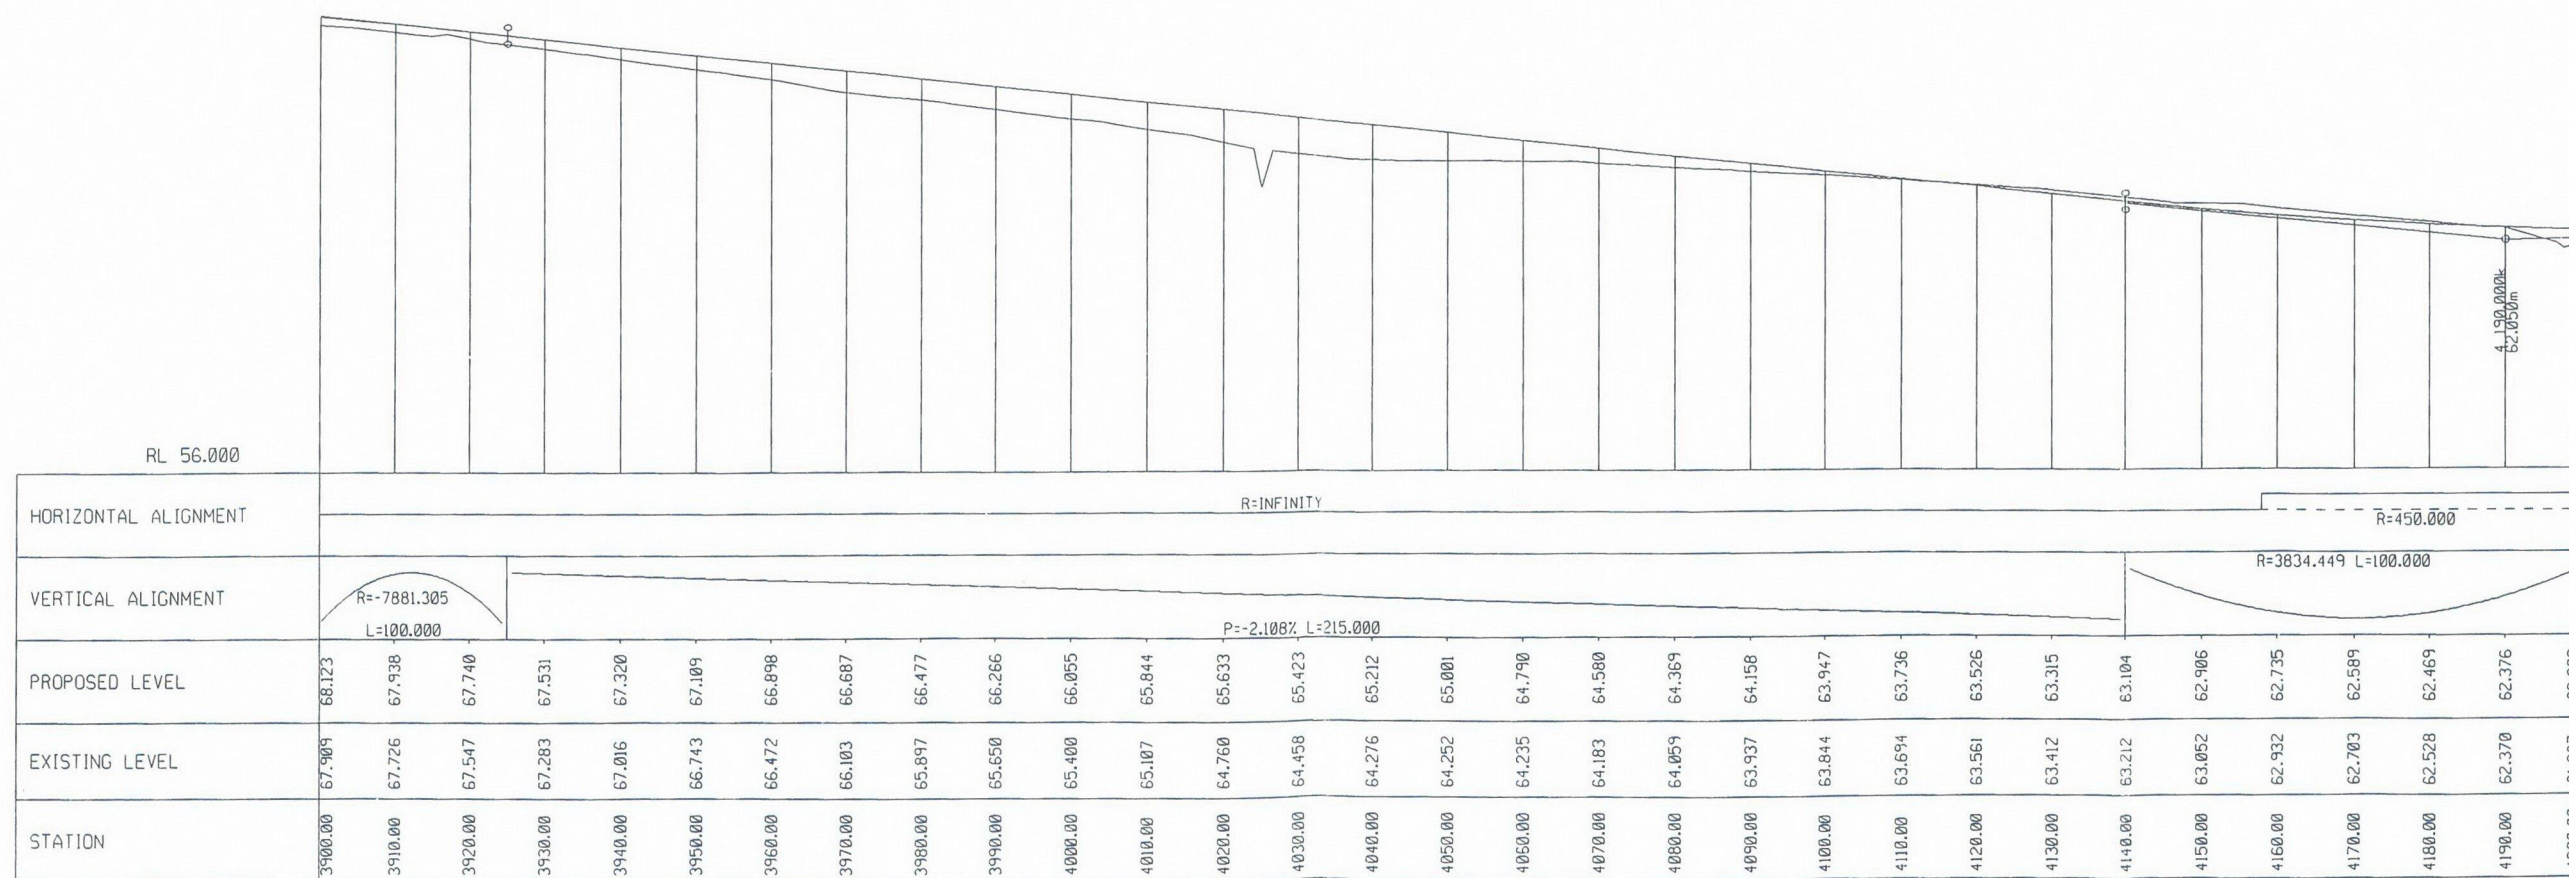 4.190.000k
62.050m
RL 56.000
HORIZONTAL ALIGNMENT
R=INFINITY
R=450.000
VERTICAL ALIGNMENT
R=-7881.305
L=100.000
P=-2.108% L=215.000
R=3834.449 L=100.000
PROPOSED LEVEL 68.123 67.938 67.740 67.531 67.320 67.109 66.898 66.687 66.477 66.266 66.055 65.844 65.633 65.423 65.212 65.001 64.790 64.580 64.369 64.158 63.947 63.736 63.526 63.315 63.104 62.906 62.735 62.589 62.469 62.376
EXISTING LEVEL 67.909 67.726 67.547 67.283 67.016 66.743 66.472 66.103 65.897 65.650 65.400 65.107 64.760 64.458 64.276 64.252 64.235 64.183 64.059 63.937 63.844 63.694 63.561 63.412 63.212 63.052 62.932 62.703 62.528 62.370
STATION 3900.00 3910.00 3920.00 3930.00 3940.00 3950.00 3960.00 3970.00 3980.00 3990.00 4000.00 4010.00 4020.00 4030.00 4040.00 4050.00 4060.00 4070.00 4080.00 4090.00 4100.00 4110.00 4120.00 4130.00 4140.00 4150.00 4160.00 4170.00 4180.00 4190.00